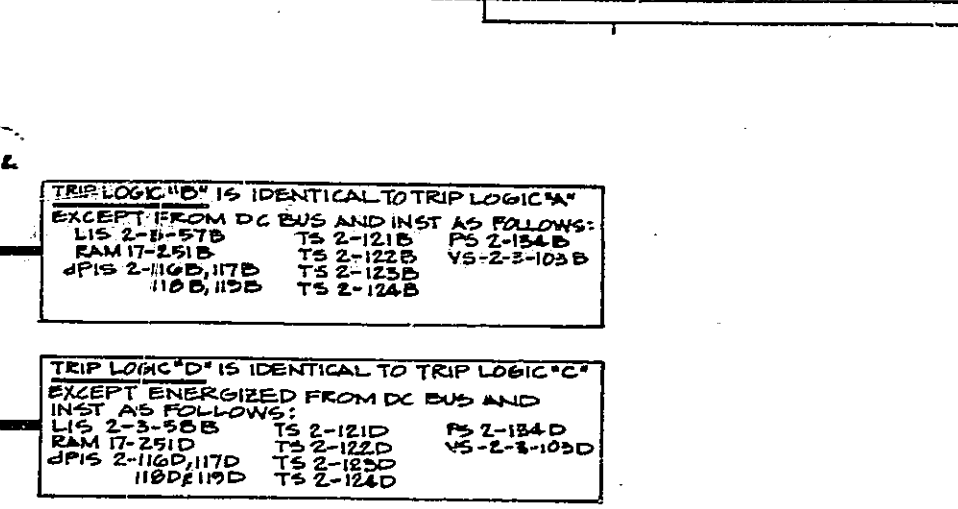 &
TRIP LOGIC "B" IS IDENTICAL TO TRIP LOGIC "A"
EXCEPT FROM DC BUS AND INST AS FOLLOWS:
LIS 2-3-57B TS 2-121B PS 2-134B
RAM 17-251B TS 2-122B VS-2-3-103B
dPIS 2-116B,117B TS 2-123B
118B,119B TS 2-124B
TRIP LOGIC "D" IS IDENTICAL TO TRIP LOGIC "C"
EXCEPT ENERGIZED FROM DC BUS AND
INST AS FOLLOWS:
LIS 2-3-58B TS 2-121D PS 2-134D
RAM 17-251D TS 2-122D VS-2-3-103D
dPIS 2-116D,117D TS 2-123D
118D&119D TS 2-124D